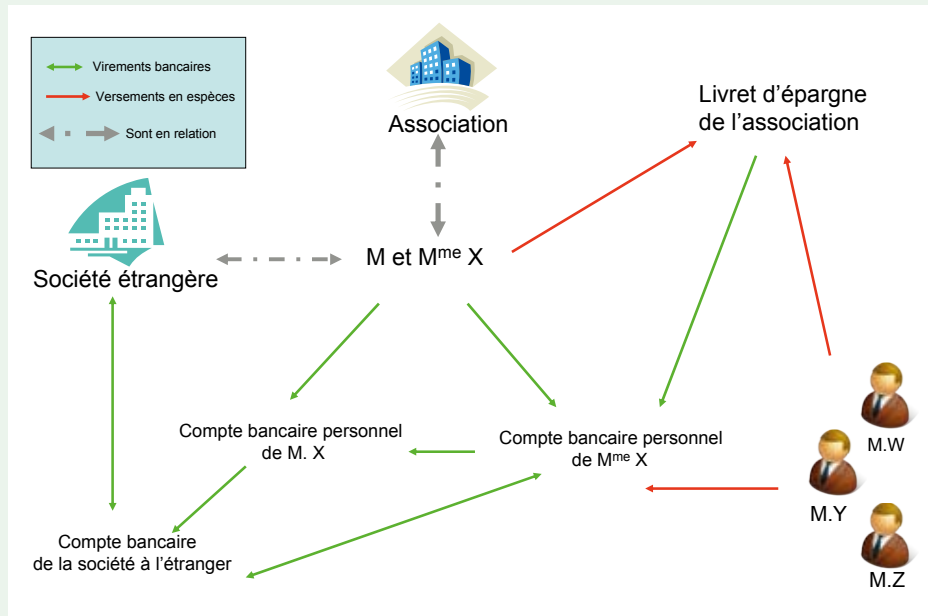 Virements bancaires
Versements en espèces
Sont en relation
Association
Livret d'épargne
de l'association
Société étrangère
M et Mme X
Compte bancaire personnel
de M. X
Compte bancaire personnel
de Mme X
M.W
M.Y
Compte bancaire
de la société à l'étranger
M.Z